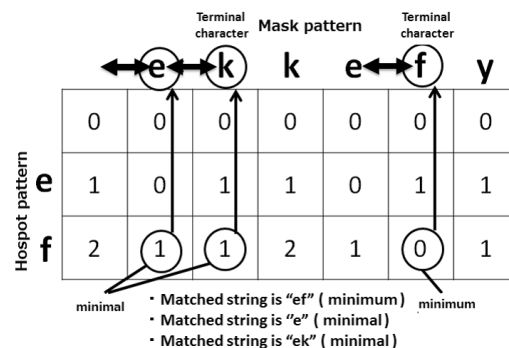 Terminal
character
Mask pattern
Terminal
character
e k k e f y
0 0 0 0 0 0 0
e 1 0 1 1 0 1 1
f 2 1 1 2 1 0 1
Hospot pattern
minimal
minimum
・Matched string is “ef” ( minimum )
・Matched string is “e” ( minimal )
・Matched string is “ek” ( minimal )